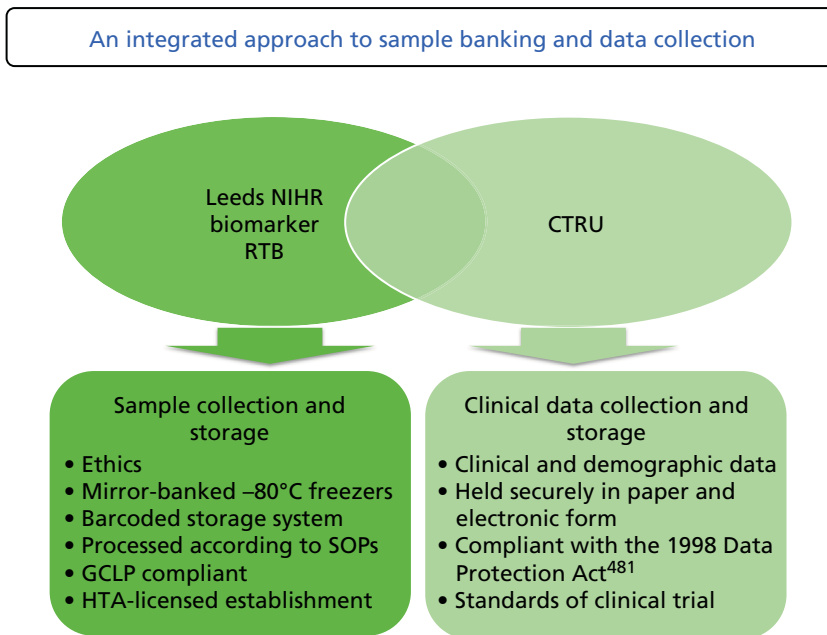 An integrated approach to sample banking and data collection
Leeds NIHR
biomarker
RTB
CTRU
Sample collection and
storage
• Ethics
• Mirror-banked –80°C freezers
• Barcoded storage system
• Processed according to SOPs
• GCLP compliant
• HTA-licensed establishment
Clinical data collection and
storage
• Clinical and demographic data
• Held securely in paper and
electronic form
• Compliant with the 1998 Data
Protection Act⁴⁸¹
• Standards of clinical trial